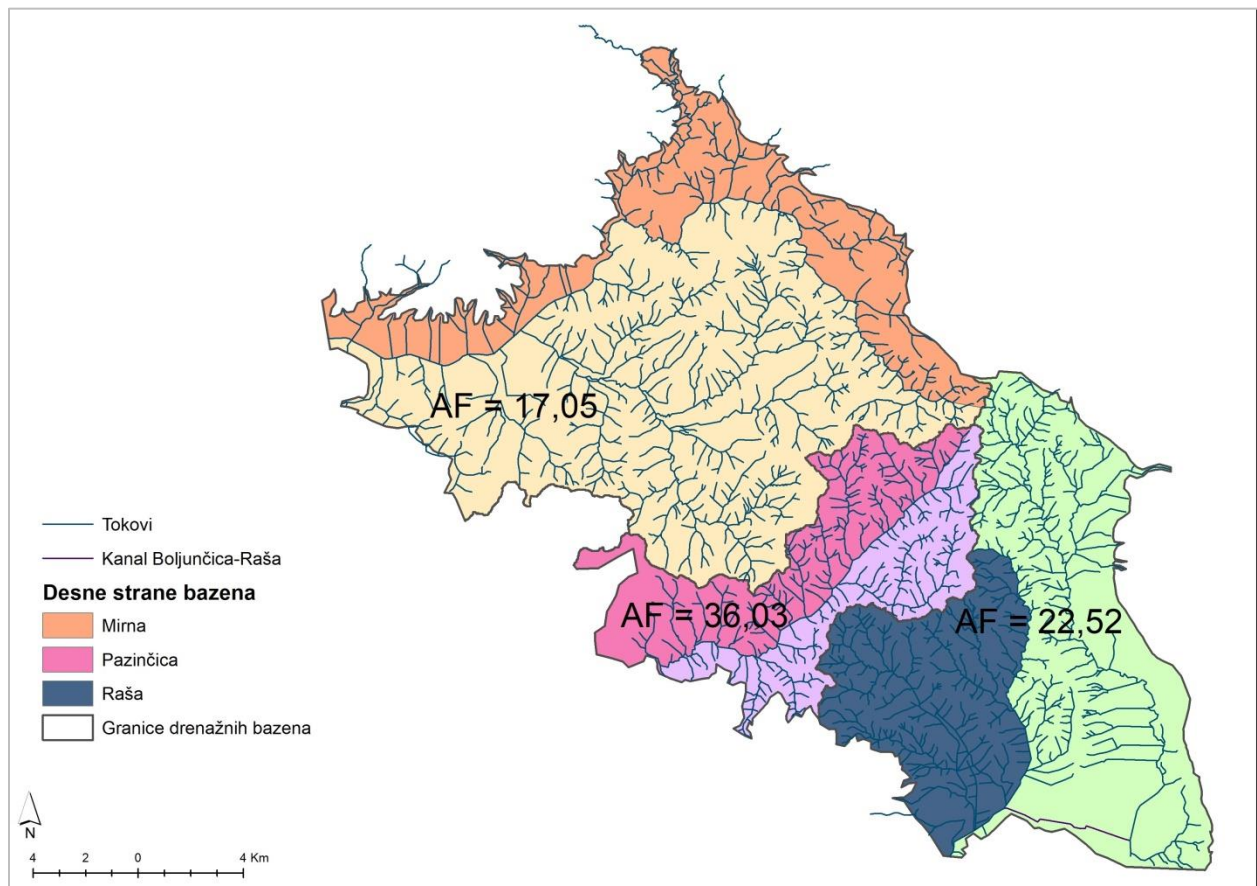 AF = 17,05
AF = 36,03
AF = 22,52
Tokovi
Kanal Boljunčica-Raša
Desne strane bazena
Mirna
Pazinčica
Raša
Granice drenažnih bazena
N
4 2 0 4 Km